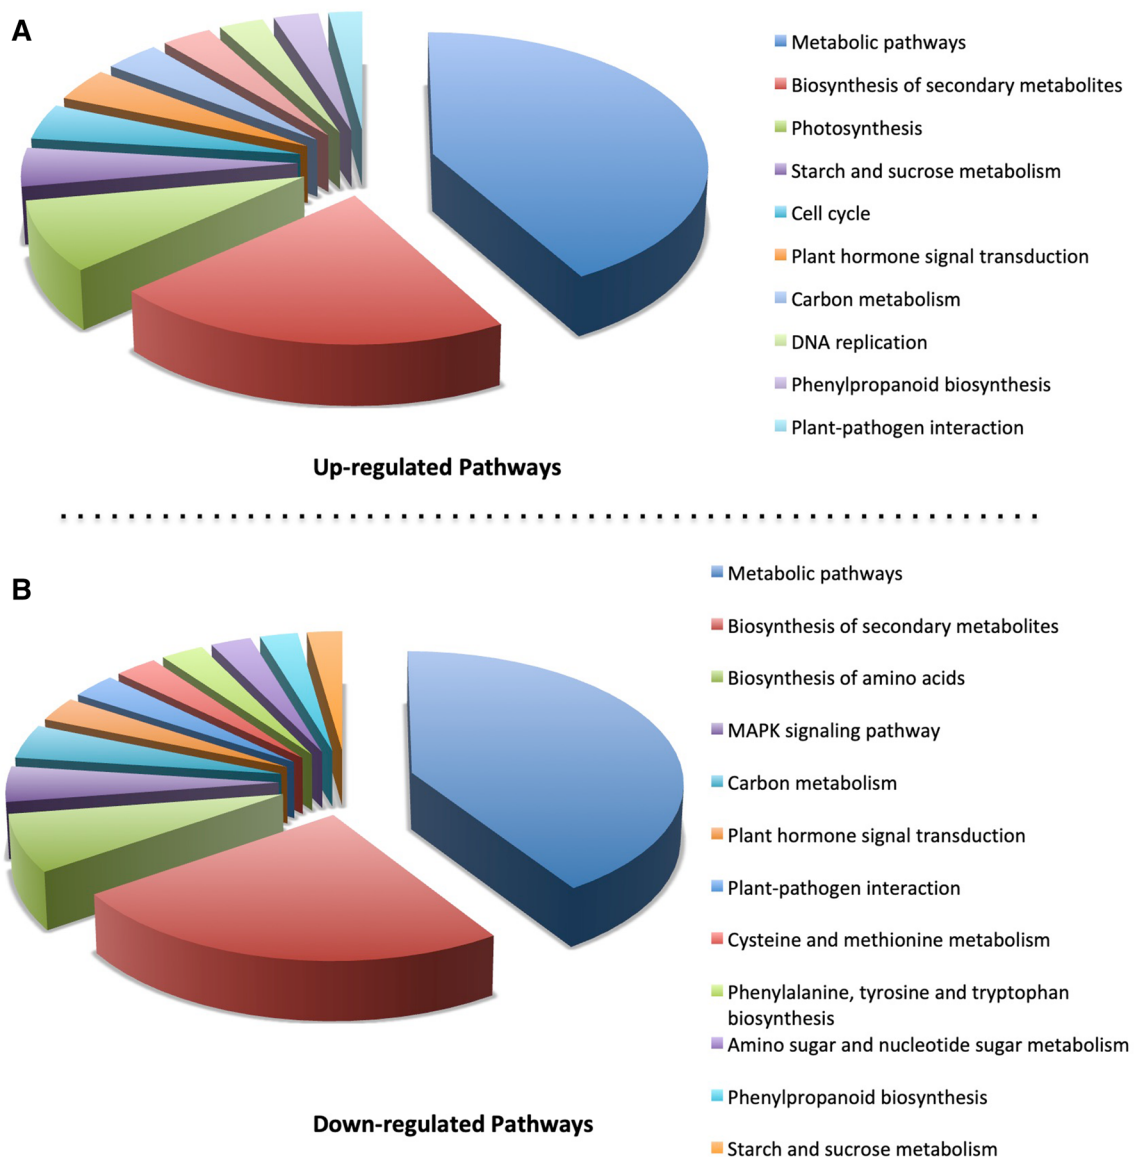 A
Metabolic pathways
Biosynthesis of secondary metabolites
Photosynthesis
Starch and sucrose metabolism
Cell cycle
Plant hormone signal transduction
Carbon metabolism
DNA replication
Phenylpropanoid biosynthesis
Plant-pathogen interaction
Up-regulated Pathways
B
Metabolic pathways
Biosynthesis of secondary metabolites
Biosynthesis of amino acids
MAPK signaling pathway
Carbon metabolism
Plant hormone signal transduction
Plant-pathogen interaction
Cysteine and methionine metabolism
Phenylalanine, tyrosine and tryptophan
biosynthesis
Amino sugar and nucleotide sugar metabolism
Phenylpropanoid biosynthesis
Starch and sucrose metabolism
Down-regulated Pathways